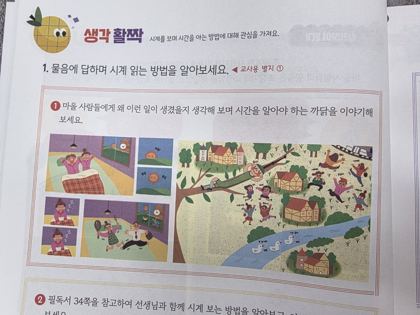 생각 활짝 시계를 보며 시간을 아는 방법에 대해 관심을 가져요.
1. 물음에 답하며 시계 읽는 방법을 알아보세요. ◀ 교사용 별지 ①
1 마을 사람들에게 왜 이런 일이 생겼을지 생각해 보며 시간을 알아야 하는 까닭을 이야기해
보세요.
2 필독서 34쪽을 참고하여 선생님과 함께 시계 보는 방법을 알아보고
보세요